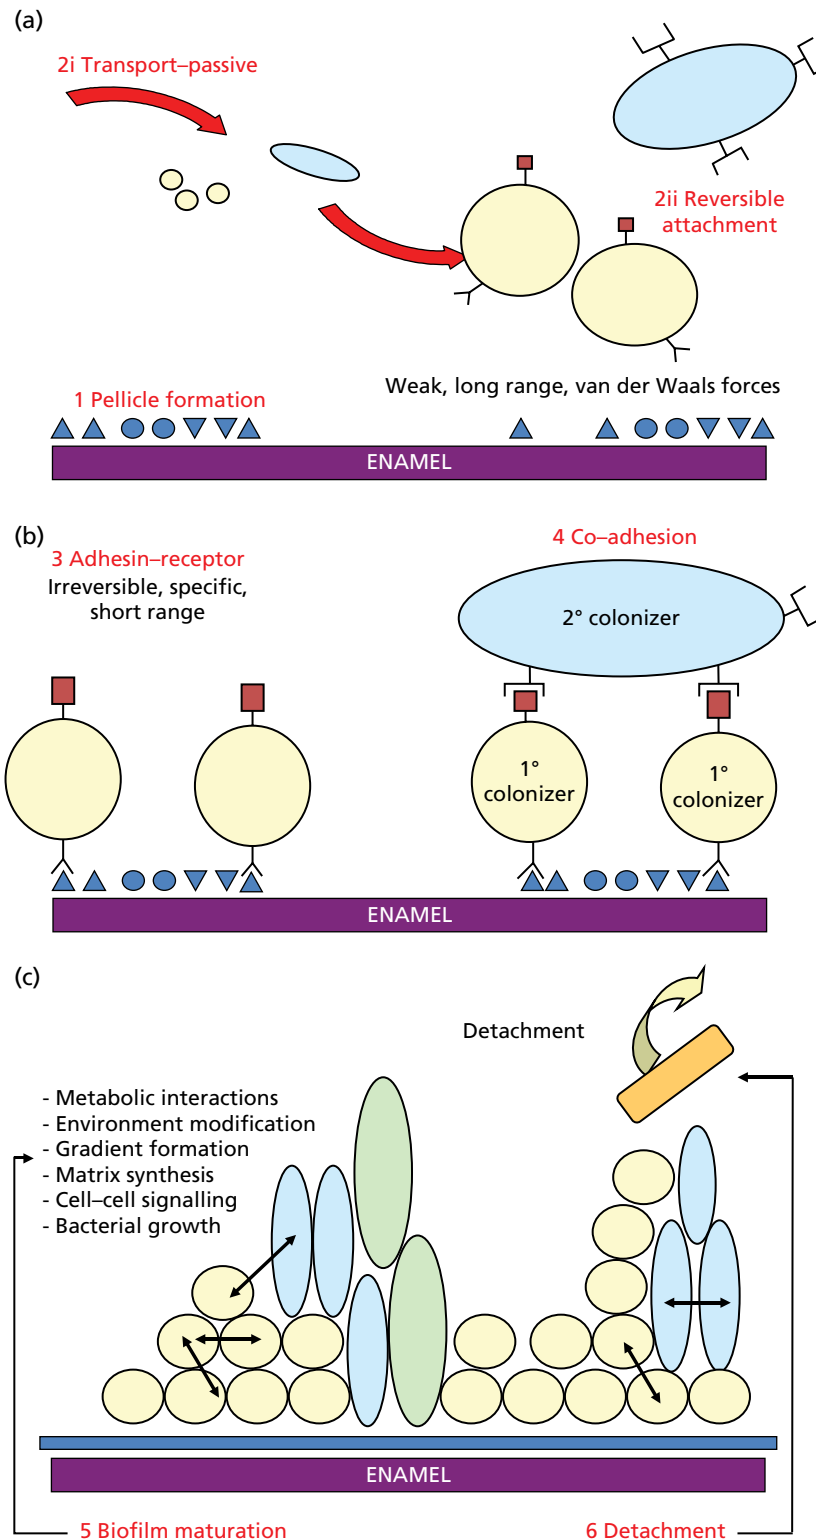 (a)
2i Transport–passive
2ii Reversible
attachment
1 Pellicle formation
Weak, long range, van der Waals forces
ENAMEL
(b)
3 Adhesin–receptor
Irreversible, specific,
short range
4 Co–adhesion
2° colonizer
1°
colonizer
1°
colonizer
ENAMEL
(c)
Detachment
- Metabolic interactions
- Environment modification
- Gradient formation
- Matrix synthesis
- Cell–cell signalling
- Bacterial growth
ENAMEL
5 Biofilm maturation
6 Detachment